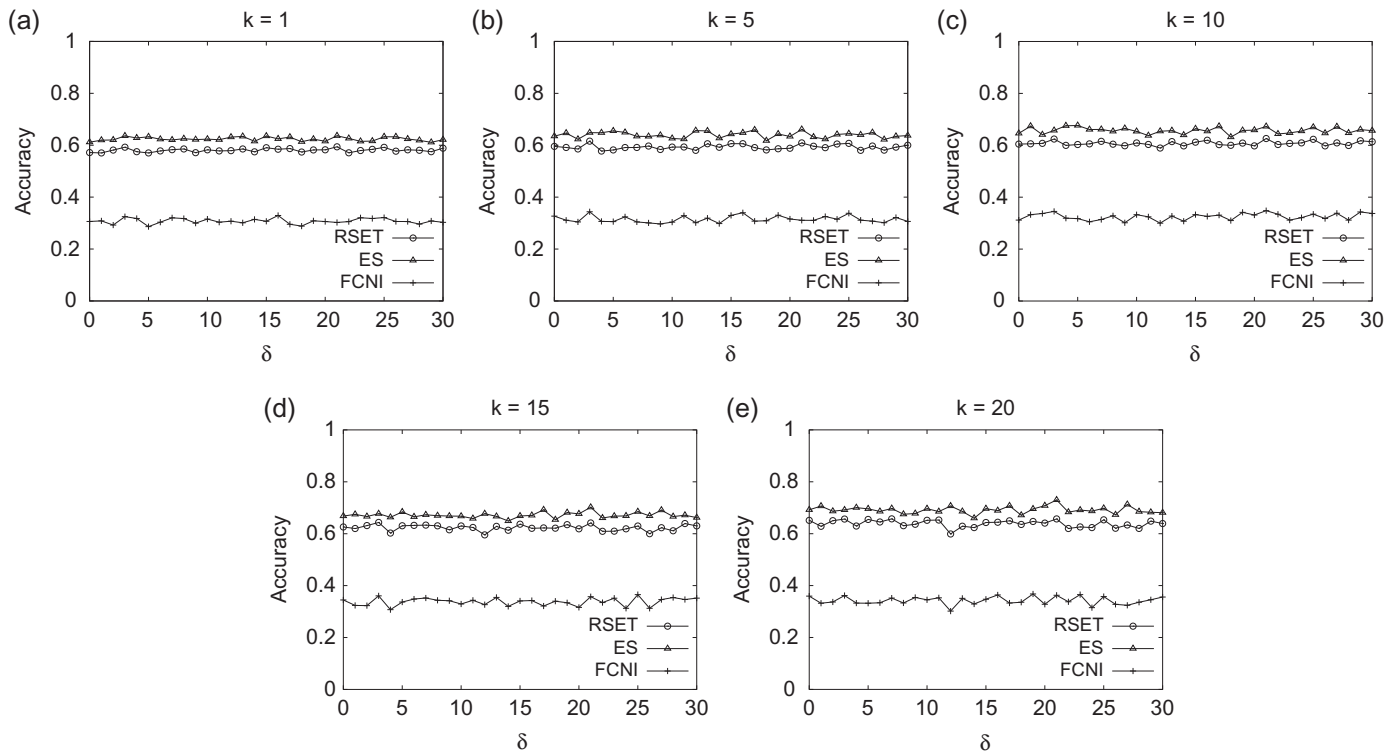 (a)
k = 1
Accuracy
1
0.8
0.6
0.4
0.2
0
RSET
ES
FCNI
0 5 10 15 20 25 30
δ
(b)
k = 5
Accuracy
1
0.8
0.6
0.4
0.2
0
RSET
ES
FCNI
0 5 10 15 20 25 30
δ
(c)
k = 10
Accuracy
1
0.8
0.6
0.4
0.2
0
RSET
ES
FCNI
0 5 10 15 20 25 30
δ
(d)
k = 15
Accuracy
1
0.8
0.6
0.4
0.2
0
RSET
ES
FCNI
0 5 10 15 20 25 30
δ
(e)
k = 20
Accuracy
1
0.8
0.6
0.4
0.2
0
RSET
ES
FCNI
0 5 10 15 20 25 30
δ